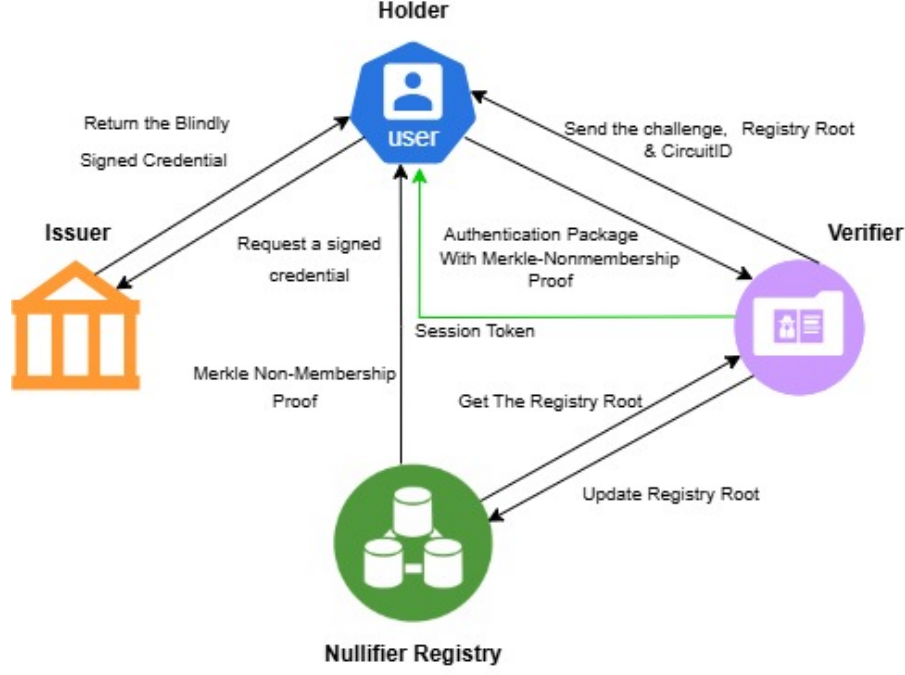 Holder
user
Return the Blindly
Signed Credential
Send the challenge, Registry Root
& CircuitID
Issuer
Request a signed
credential
Authentication Package
With Merkle-Nonmembership
Proof
Verifier
Session Token
Merkle Non-Membership
Proof
Get The Registry Root
Update Registry Root
Nullifier Registry